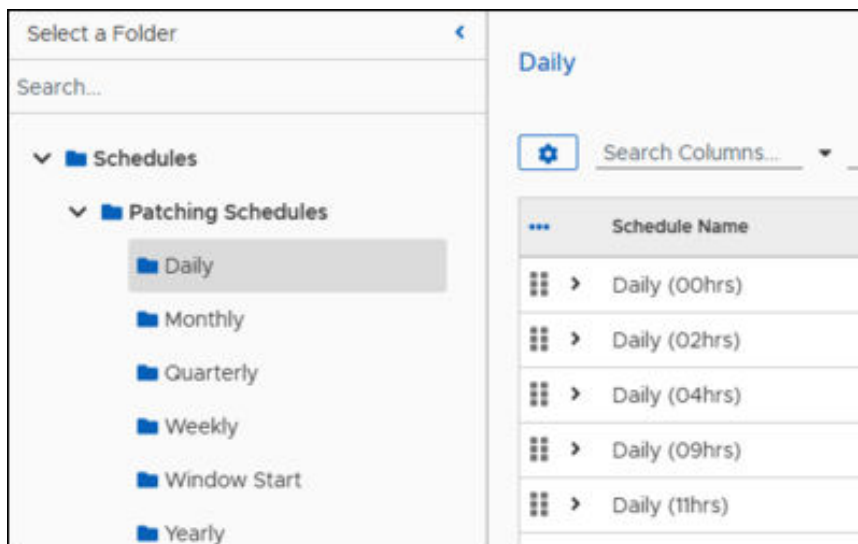 Select a Folder
Search...
Schedules
Patching Schedules
Daily
Monthly
Quarterly
Weekly
Window Start
Yearly
Daily
Search Columns...
Schedule Name
Daily (00hrs)
Daily (02hrs)
Daily (04hrs)
Daily (09hrs)
Daily (11hrs)